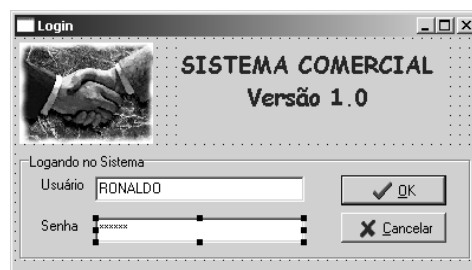 Login
SISTEMA COMERCIAL
Versão 1.0
Logando no Sistema
Usuário RONALDO
OK
Senha ******
Cancelar